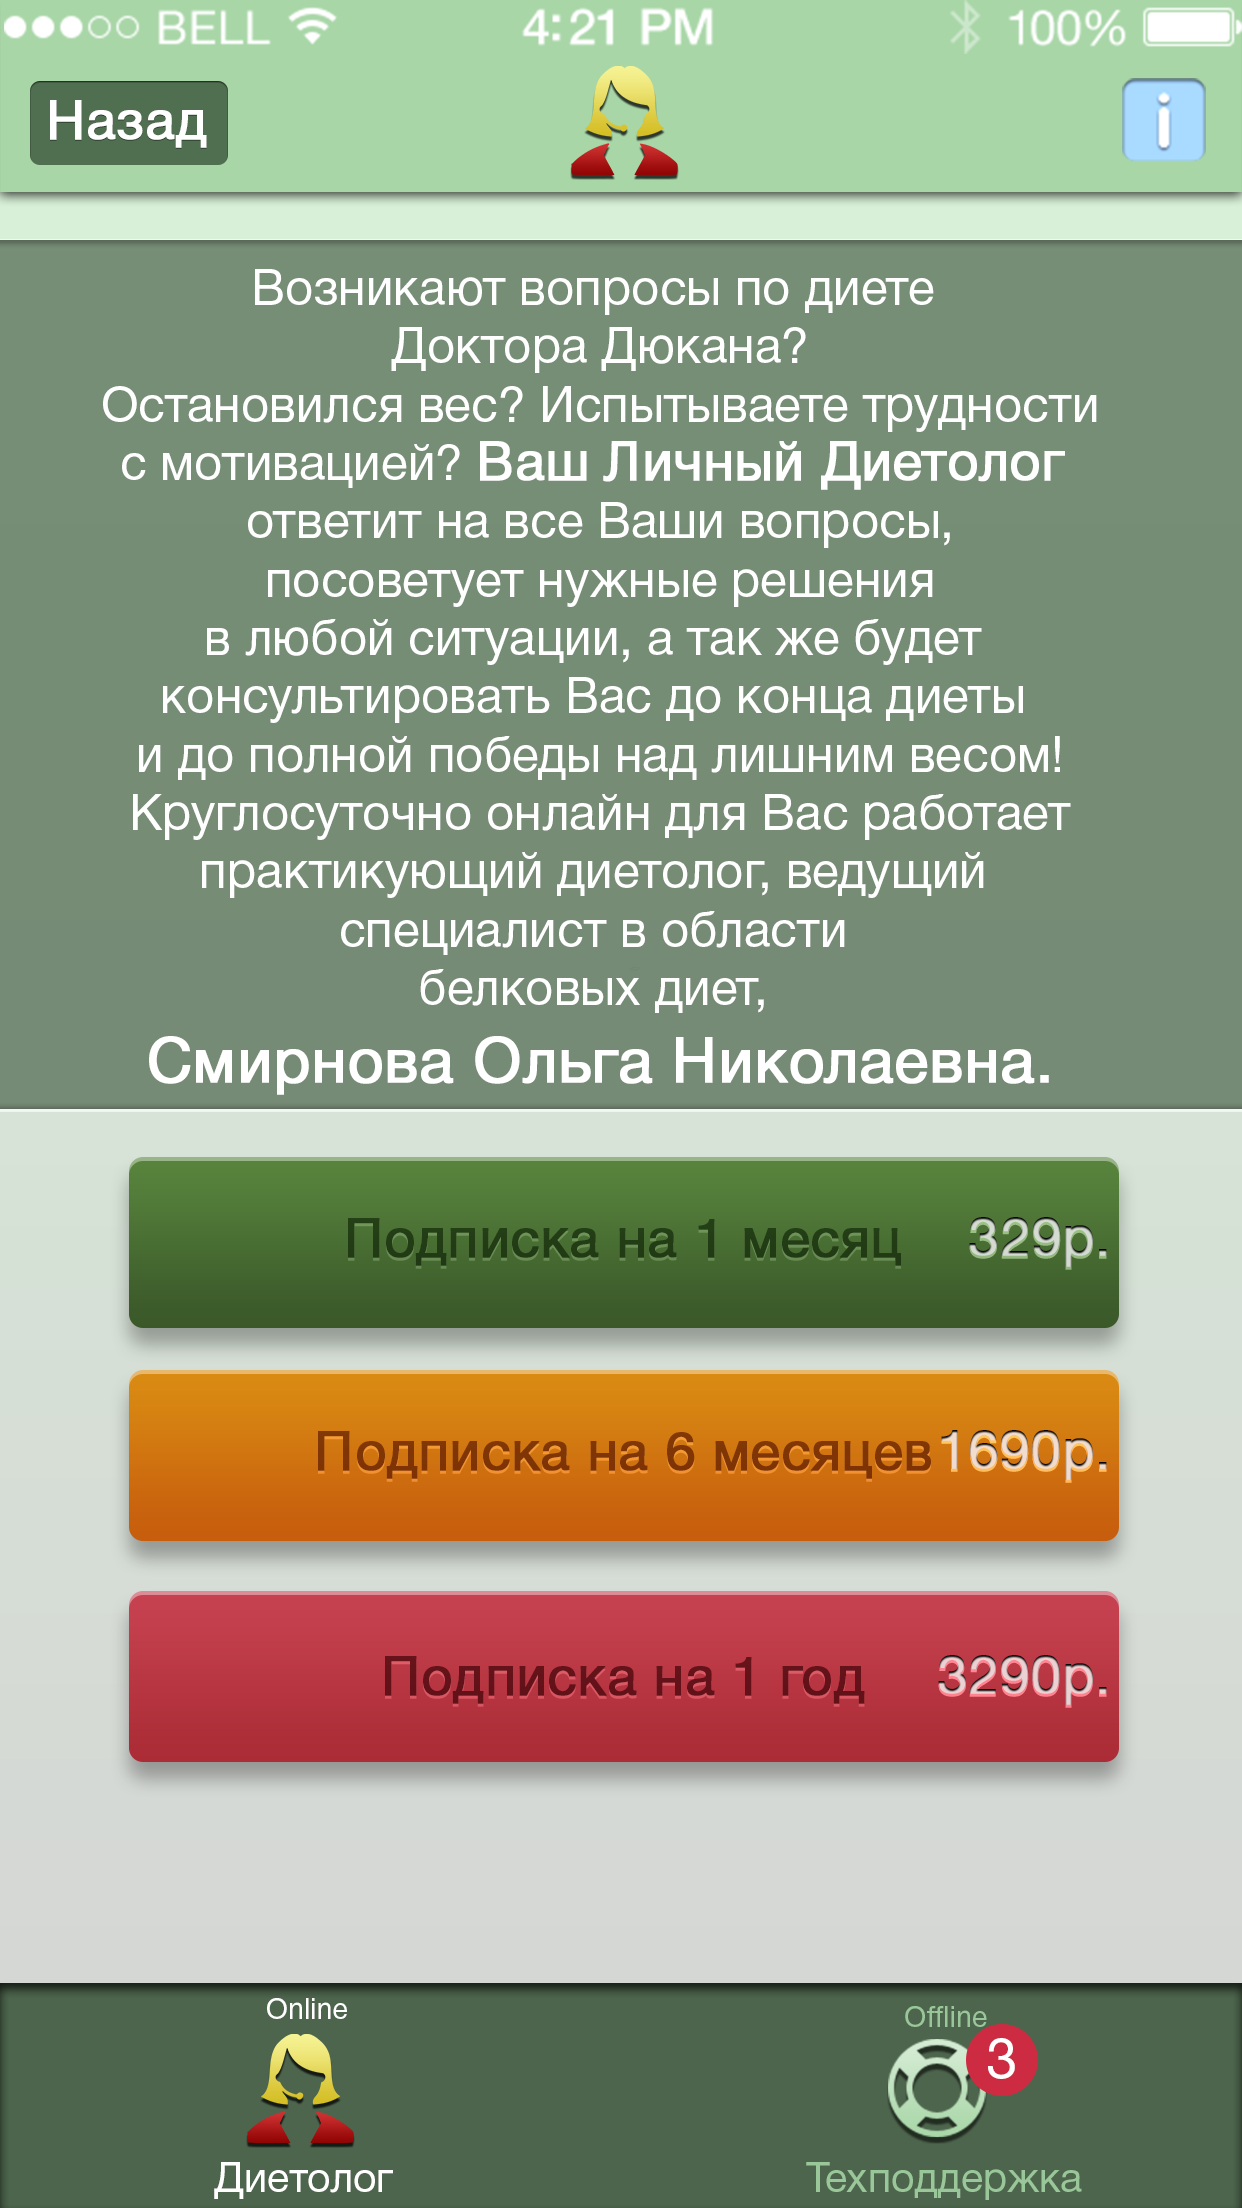 BELL 4:21 PM 100%
Назад
i
Возникают вопросы по диете
Доктора Дюкана?
Остановился вес? Испытываете трудности
с мотивацией? Ваш Личный Диетолог
ответит на все Ваши вопросы,
посоветует нужные решения
в любой ситуации, а так же будет
консультировать Вас до конца диеты
и до полной победы над лишним весом!
Круглосуточно онлайн для Вас работает
практикующий диетолог, ведущий
специалист в области
белковых диет,
Смирнова Ольга Николаевна.
Подписка на 1 месяц 329р.
Подписка на 6 месяцев 1690р.
Подписка на 1 год 3290р.
Online
Диетолог
Offline
3
Техподдержка